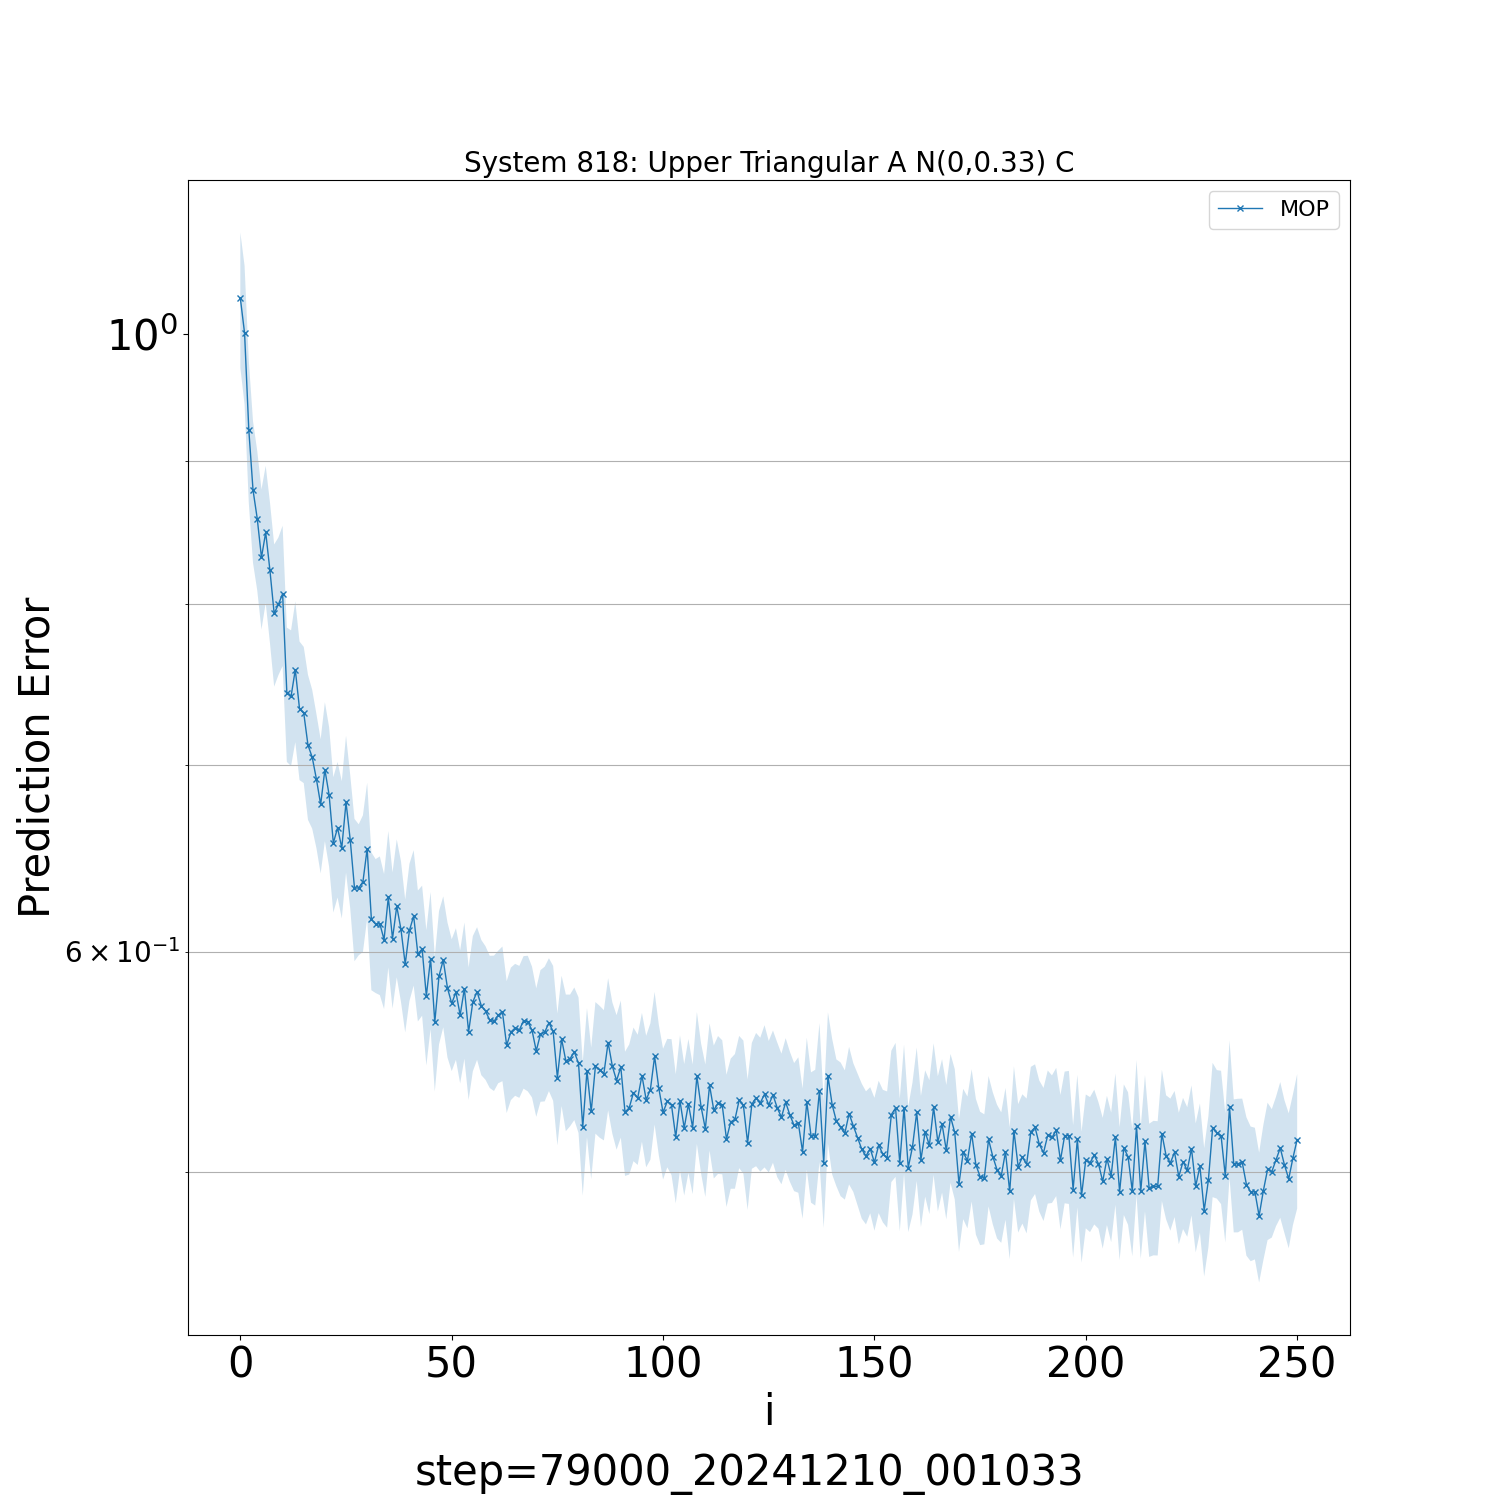 System 818: Upper Triangular A N(0,0.33) C
MOP
Prediction Error
10⁰
6 × 10⁻¹
0 50 100 150 200 250
i
step=79000_20241210_001033